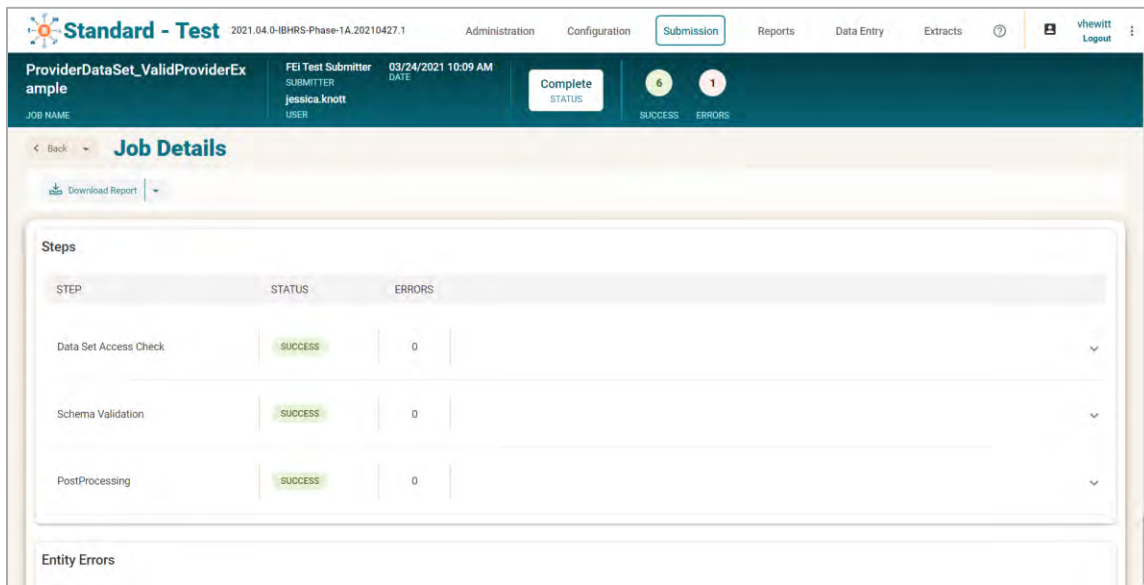 Standard - Test 2021.04.0-IBHRS-Phase-1A.20210427.1 Administration Configuration Submission Reports Data Entry Extracts vhewitt
Logout
ProviderDataSet_ValidProviderEx
ample
JOB NAME
FEi Test Submitter
SUBMITTER
jessica.knott
USER
03/24/2021 10:09 AM
DATE
Complete
STATUS
6
SUCCESS
1
ERRORS
Back Job Details
Download Report
Steps
STEP STATUS ERRORS
Data Set Access Check SUCCESS 0
Schema Validation SUCCESS 0
PostProcessing SUCCESS 0
Entity Errors